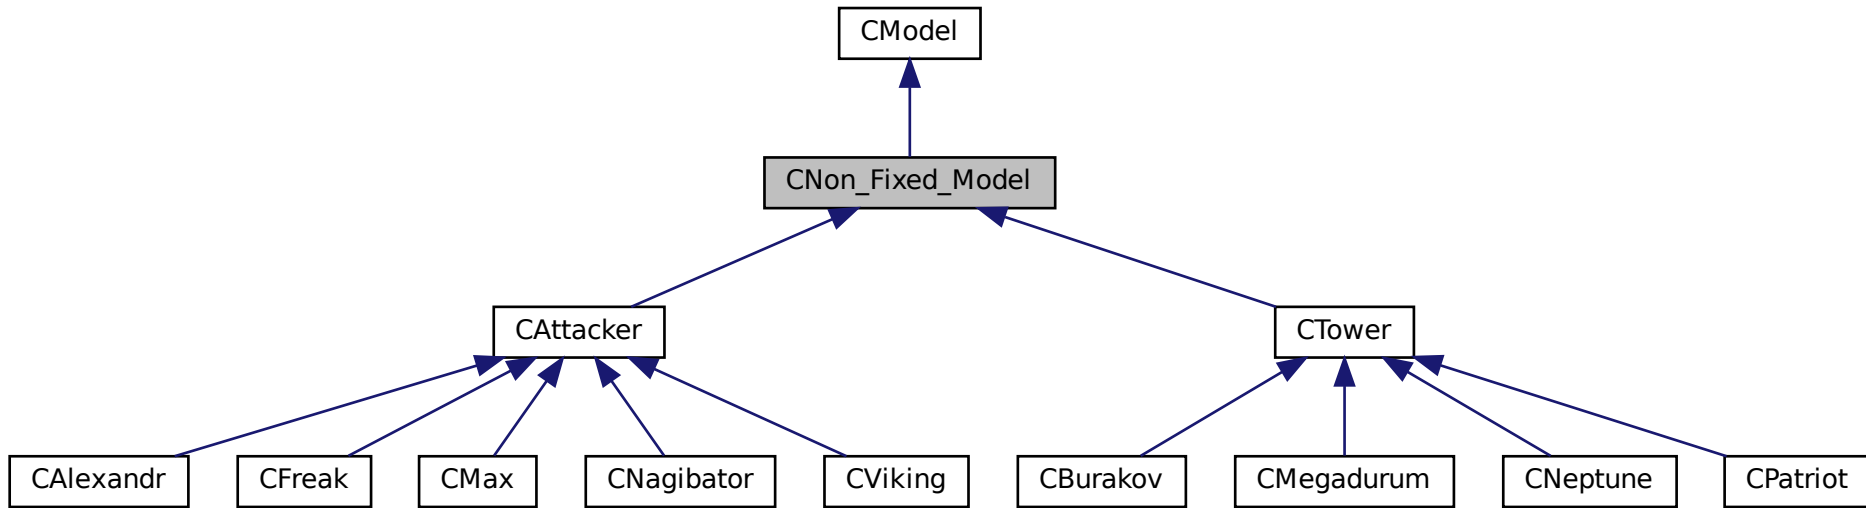 CModel
CNon_Fixed_Model
CAttacker
CTower
CAlexandr
CFreak
CMax
CNagibator
CViking
CBurakov
CMegadurum
CNeptune
CPatriot